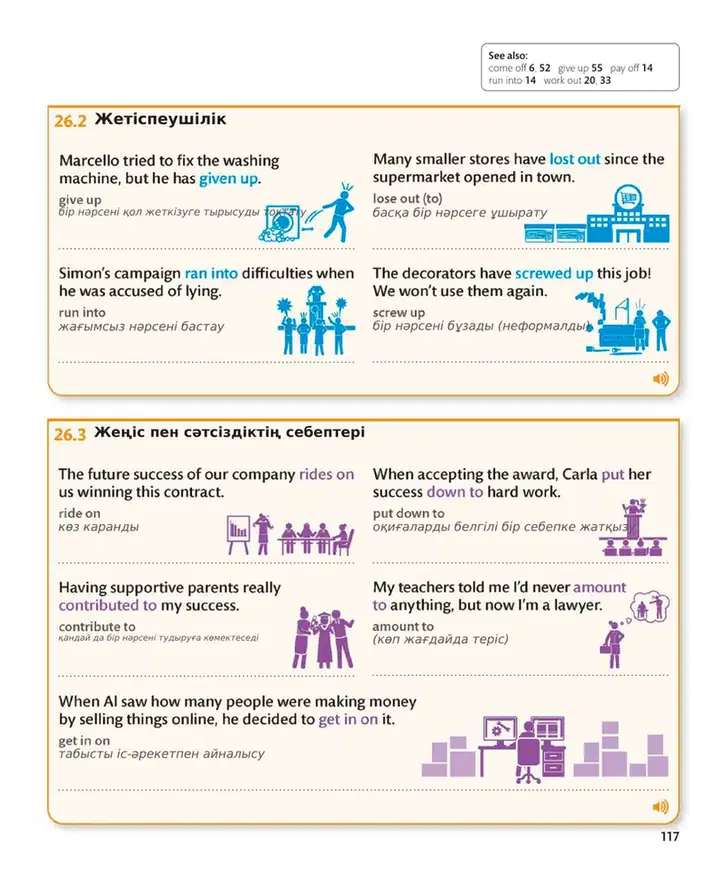 See also:
come off 6, 52 give up 55 pay off 14
run into 14 work out 20, 33
26.2 Жетіспеушілік
Marcello tried to fix the washing
machine, but he has given up.
give up
бір нәрсені қол жеткізуге тырысуды тоқтату
Many smaller stores have lost out since the
supermarket opened in town.
lose out (to)
басқа бір нәрсеге ұшырату
Simon's campaign ran into difficulties when
he was accused of lying.
run into
жағымсыз нәрсені бастау
The decorators have screwed up this job!
We won't use them again.
screw up
бір нәрсені бұзады (неформалды)
26.3 Жеңіс пен сәтсіздіктің себептері
The future success of our company rides on
us winning this contract.
ride on
көз каранды
When accepting the award, Carla put her
success down to hard work.
put down to
оқиғаларды белгілі бір себепке жатқызу
Having supportive parents really
contributed to my success.
contribute to
қандай да бір нәрсені тудыруға көмектеседі
My teachers told me I'd never amount
to anything, but now I'm a lawyer.
amount to
(көп жағдайда теріс)
When Al saw how many people were making money
by selling things online, he decided to get in on it.
get in on
табысты іс-әрекетпен айналысу
117